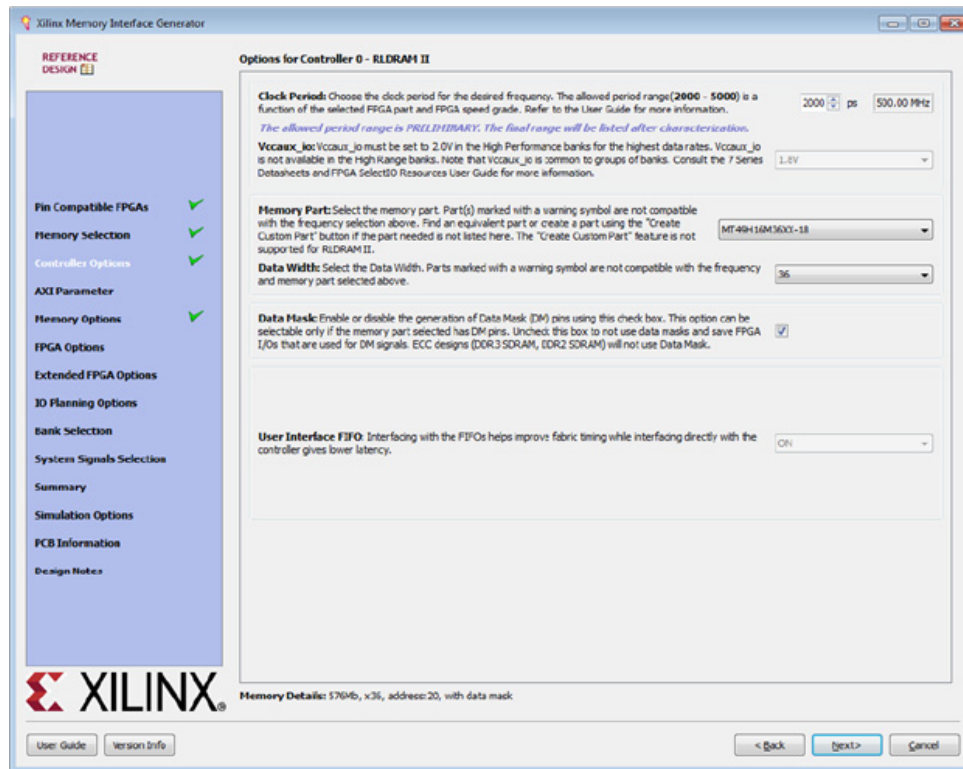 Xilinx Memory Interface Generator
REFERENCE
DESIGN
Options for Controller 0 - RLDRAM II
Clock Period: Choose the clock period for the desired frequency. The allowed period range(2000 - 5000) is a
function of the selected FPGA part and FPGA speed grade. Refer to the User Guide for more information.
2000 ps 500.00 MHz
The allowed period range is PRELIMINARY. The final range will be listed after characterization.
Vccaux_io: Vccaux_io must be set to 2.0V in the High Performance banks for the highest data rates. Vccaux_io
is not available in the High Range banks. Note that Vccaux_io is common to groups of banks. Consult the 7 Series
Datasheets and FPGA SelectIO Resources User Guide for more information.
1.8V
Pin Compatible FPGAs
Memory Selection
Controller Options
AXI Parameter
Memory Options
FPGA Options
Extended FPGA Options
IO Planning Options
Bank Selection
System Signals Selection
Summary
Simulation Options
PCB Information
Design Notes
Memory Part: Select the memory part. Part(s) marked with a warning symbol are not compatible
with the frequency selection above. Find an equivalent part or create a part using the "Create
Custom Part" button if the part needed is not listed here. The "Create Custom Part" feature is not
supported for RLDRAM II.
MT49H16M36XX-18
Data Width: Select the Data Width. Parts marked with a warning symbol are not compatible with the frequency
and memory part selected above.
36
Data Mask: Enable or disable the generation of Data Mask (DM) pins using this check box. This option can be
selectable only if the memory part selected has DM pins. Uncheck this box to not use data masks and save FPGA
I/Os that are used for DM signals. ECC designs (DDR3 SDRAM, DDR2 SDRAM) will not use Data Mask.
User Interface FIFO: Interfacing with the FIFOs helps improve fabric timing while interfacing directly with the
controller gives lower latency.
ON
XILINX®
Memory Details: 576Mb, x36, address:20, with data mask
User Guide
Version Info
< Back
Next>
Cancel